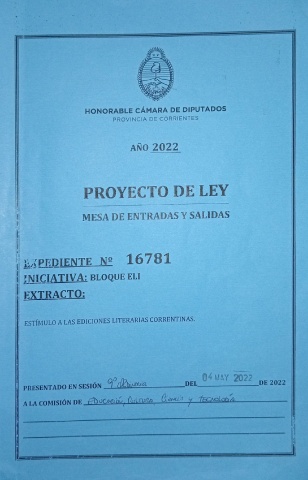 HONORABLE CÁMARA DE DIPUTADOS
PROVINCIA DE CORRIENTES
AÑO 2022
PROYECTO DE LEY
MESA DE ENTRADAS Y SALIDAS
EXPEDIENTE Nº 16781
INICIATIVA: BLOQUE ELI
EXTRACTO:
ESTÍMULO A LAS EDICIONES LITERARIAS CORRENTINAS.
PRESENTADO EN SESIÓN 9º DEL 04 MAY 2022 DE 2022
A LA COMISIÓN DE EDUCACIÓN, CULTURA, CIENCIA Y TECNOLOGÍA